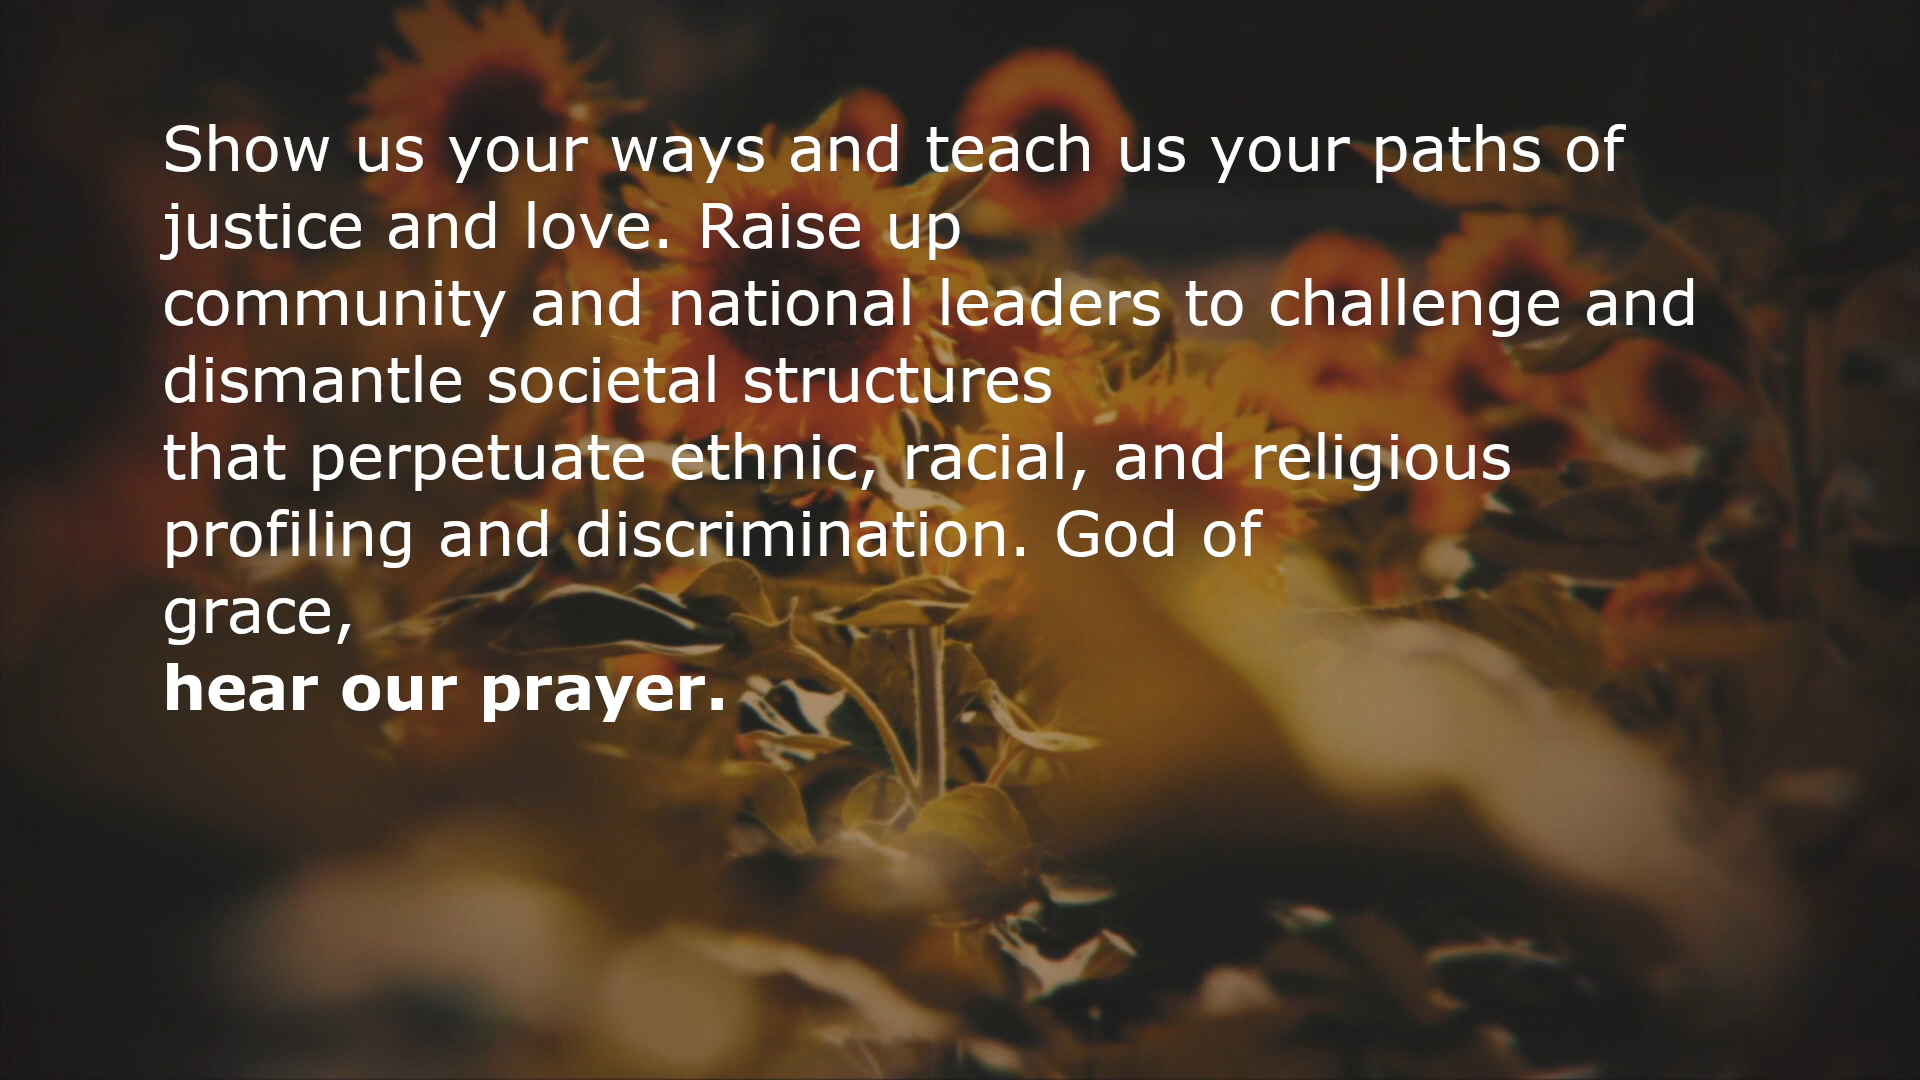 Show us your ways and teach us your paths of
justice and love. Raise up
community and national leaders to challenge and
dismantle societal structures
that perpetuate ethnic, racial, and religious
profiling and discrimination. God of
grace,
hear our prayer.